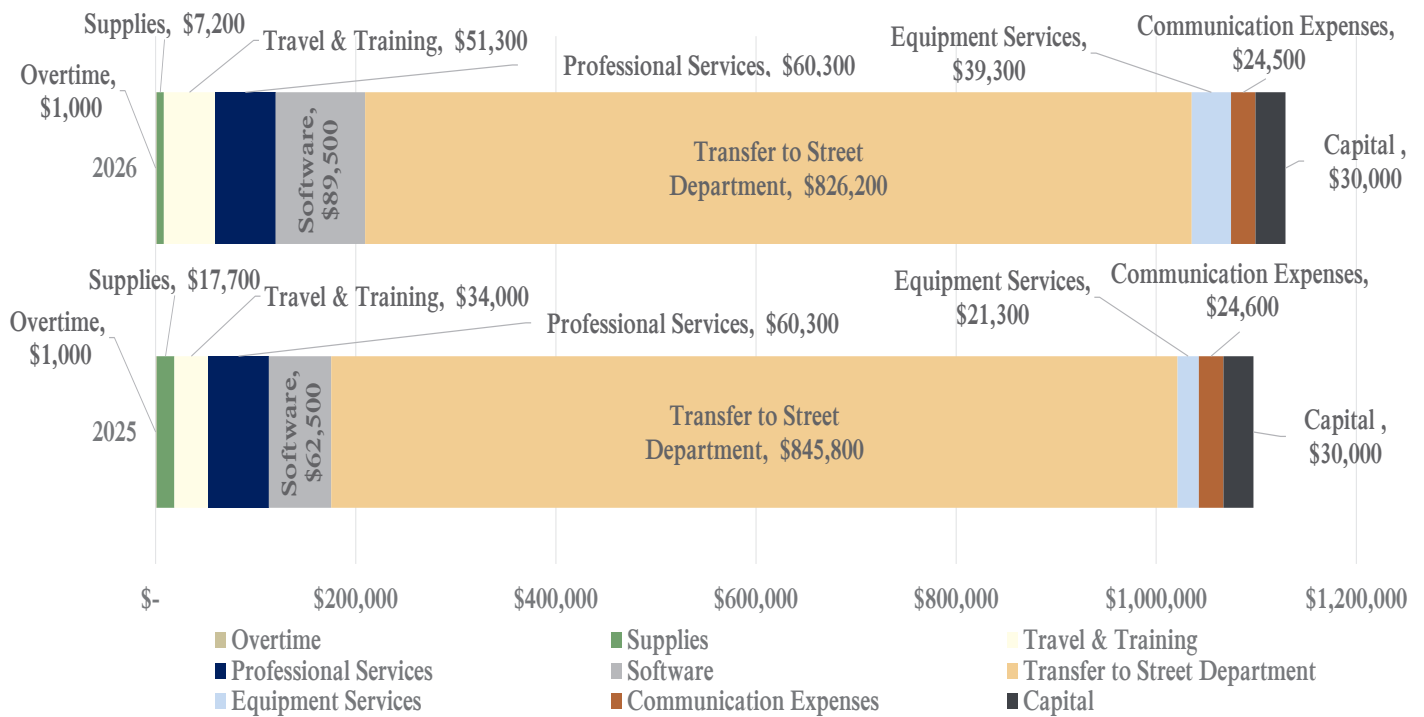 Supplies, $7,200
Travel & Training, $51,300
Communication Expenses,
$24,500
Equipment Services,
$39,300
Professional Services, $60,300
Overtime,
$1,000
2026
Software,
$89,500
Transfer to Street
Department, $826,200
Capital ,
$30,000
Supplies, $17,700
Travel & Training, $34,000
Equipment Services,
$21,300
Communication Expenses,
$24,600
Overtime,
$1,000
Professional Services, $60,300
2025
Software,
$62,500
Transfer to Street
Department, $845,800
Capital ,
$30,000
$- $200,000 $400,000 $600,000 $800,000 $1,000,000 $1,200,000
Overtime Supplies Travel & Training
Professional Services Software Transfer to Street Department
Equipment Services Communication Expenses Capital